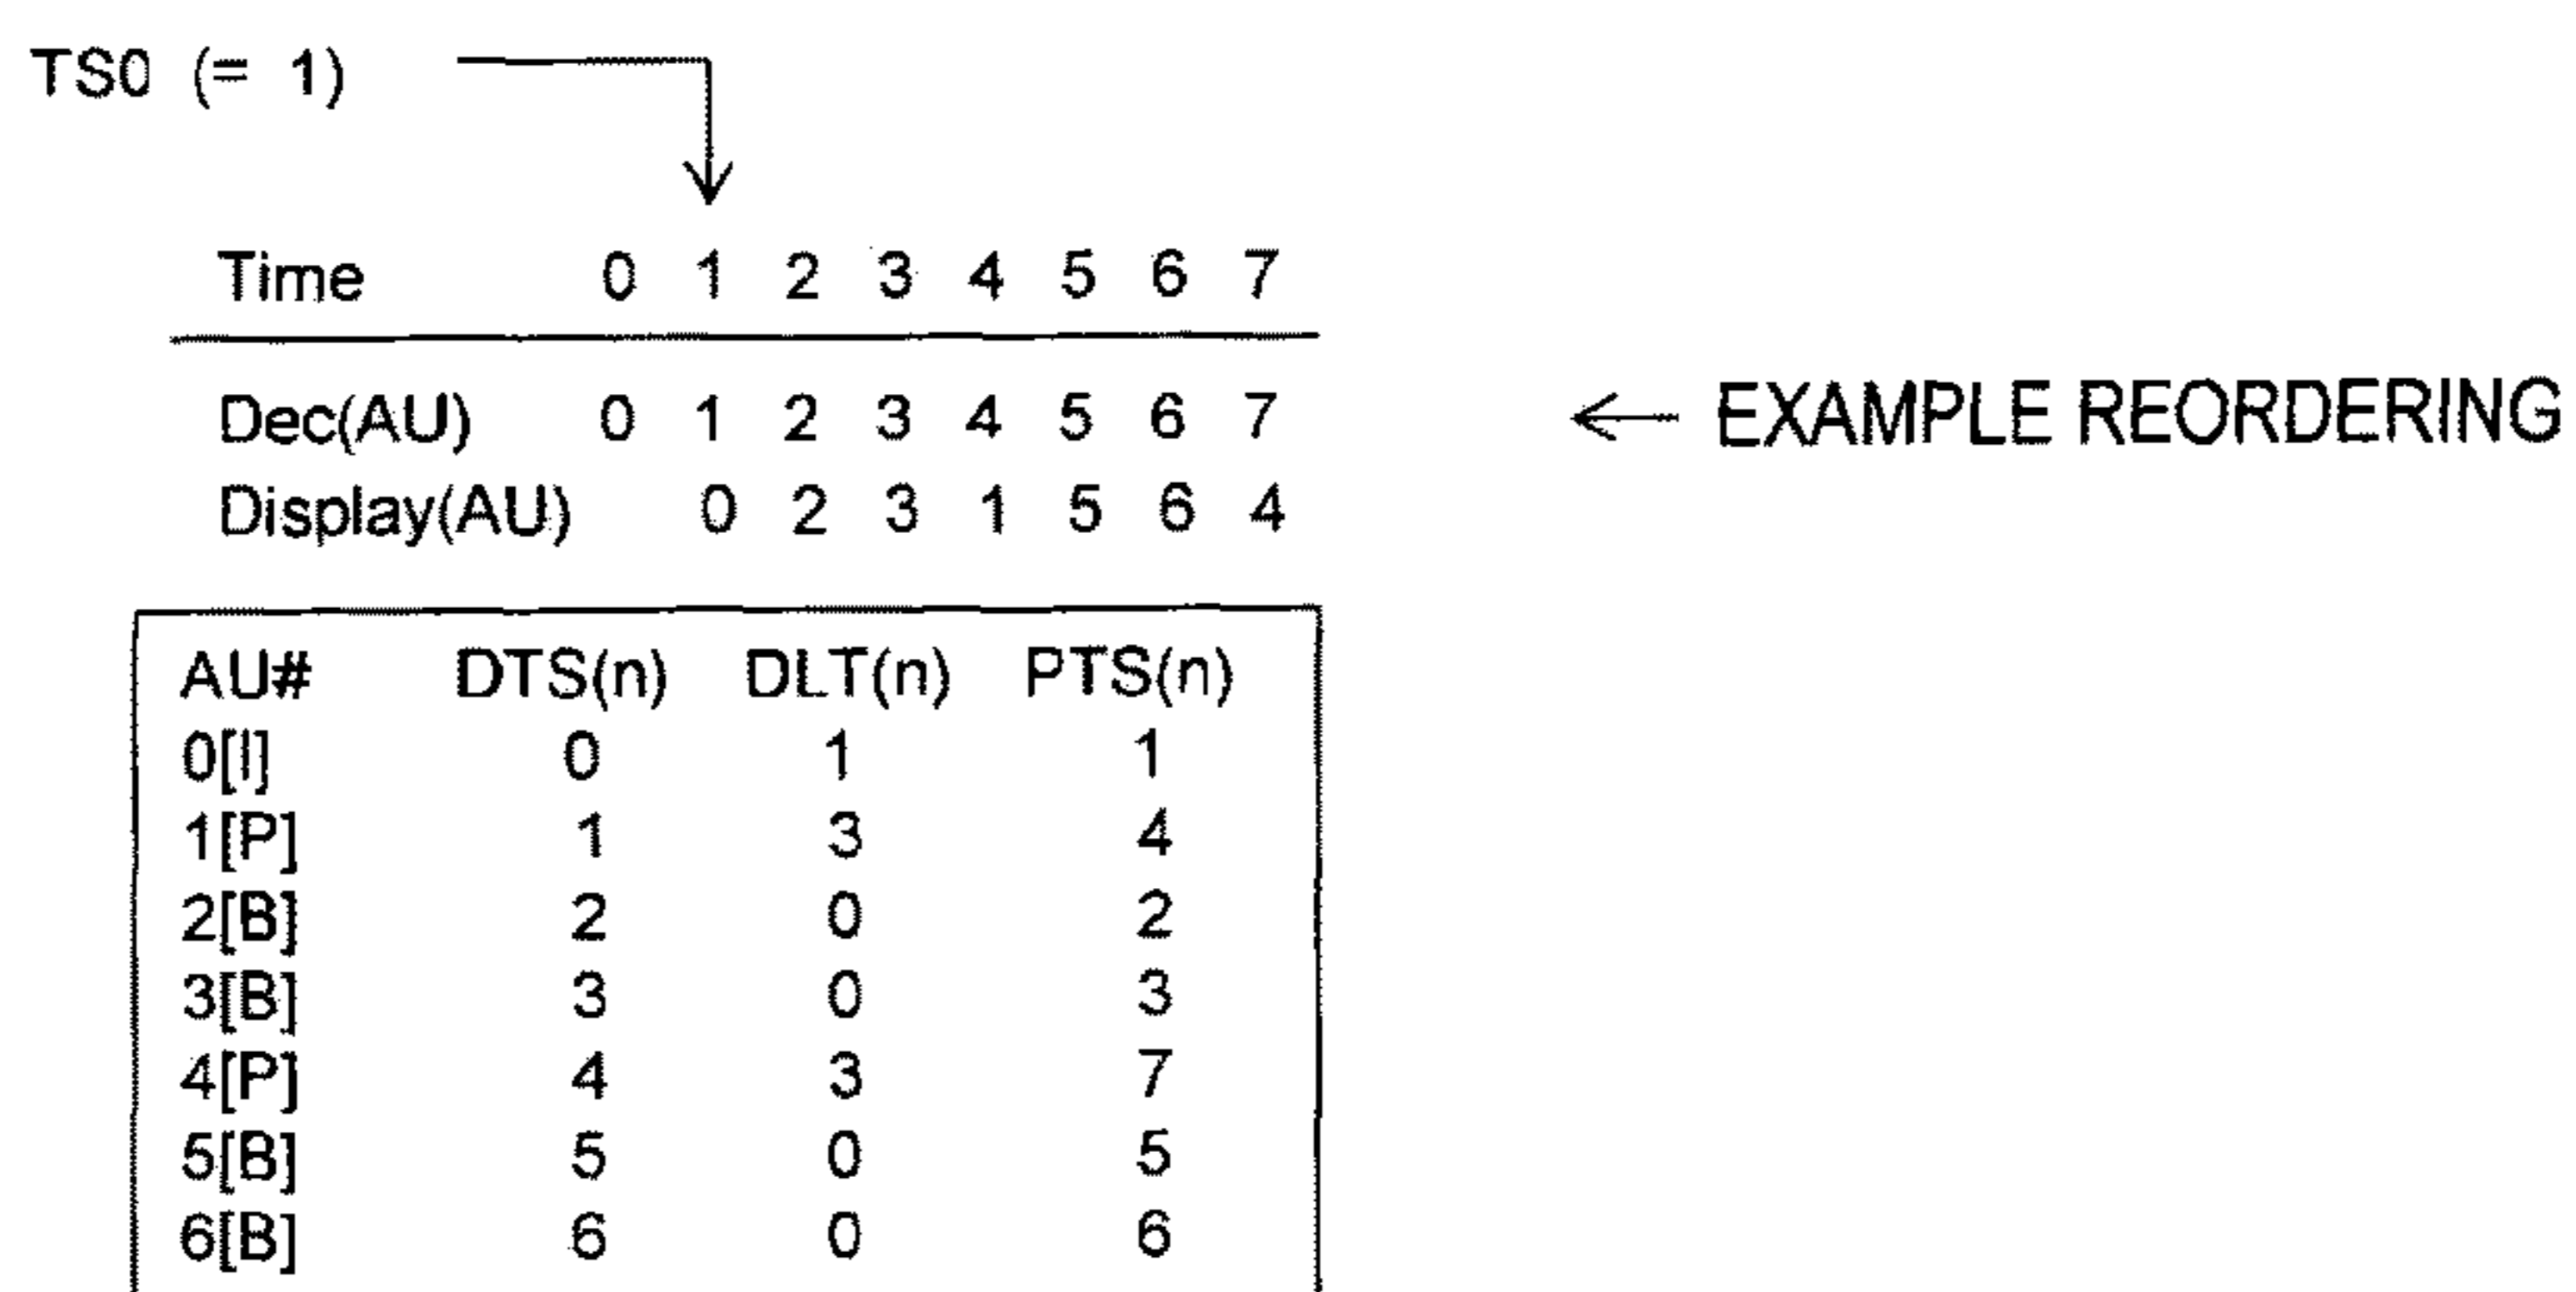 TS0 (= 1)
Time 0 1 2 3 4 5 6 7
Dec(AU) 0 1 2 3 4 5 6 7
← EXAMPLE REORDERING
Display(AU) 0 2 3 1 5 6 4
AU# DTS(n) DLT(n) PTS(n)
0[I] 0 1 1
1[P] 1 3 4
2[B] 2 0 2
3[B] 3 0 3
4[P] 4 3 7
5[B] 5 0 5
6[B] 6 0 6